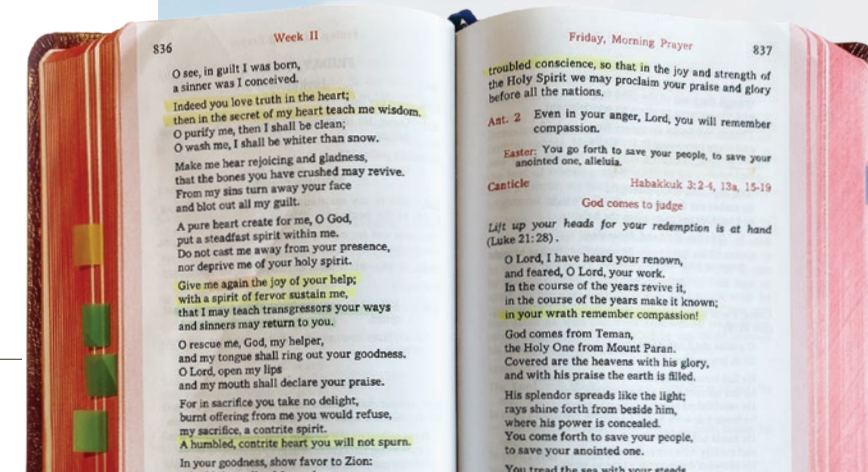 836
Week II
O see, in guilt I was born,
a sinner was I conceived.
Indeed you love truth in the heart;
then in the secret of my heart teach me wisdom.
O purify me, then I shall be clean;
O wash me, I shall be whiter than snow.
Make me hear rejoicing and gladness,
that the bones you have crushed may revive.
From my sins turn away your face
and blot out all my guilt.
A pure heart create for me, O God,
put a steadfast spirit within me.
Do not cast me away from your presence,
nor deprive me of your holy spirit.
Give me again the joy of your help;
with a spirit of fervor sustain me,
that I may teach transgressors your ways
and sinners may return to you.
O rescue me, God, my helper,
and my tongue shall ring out your goodness.
O Lord, open my lips
and my mouth shall declare your praise.
For in sacrifice you take no delight,
burnt offering from me you would refuse,
my sacrifice, a contrite spirit.
A humbled, contrite heart you will not spurn.
In your goodness, show favor to Zion:
Friday, Morning Prayer
837
troubled conscience, so that in the joy and strength of
the Holy Spirit we may proclaim your praise and glory
before all the nations.
Ant. 2 Even in your anger, Lord, you will remember
compassion.
Easter: You go forth to save your people, to save your
anointed one, alleluia.
Canticle Habakkuk 3:2-4, 13a, 15-19
God comes to judge
Lift up your heads for your redemption is at hand
(Luke 21:28).
O Lord, I have heard your renown,
and feared, O Lord, your work.
In the course of the years revive it,
in the course of the years make it known;
in your wrath remember compassion!
God comes from Teman,
the Holy One from Mount Paran.
Covered are the heavens with his glory,
and with his praise the earth is filled.
His splendor spreads like the light;
rays shine forth from beside him,
where his power is concealed.
You come forth to save your people,
to save your anointed one.
You tread the sea with your steeds